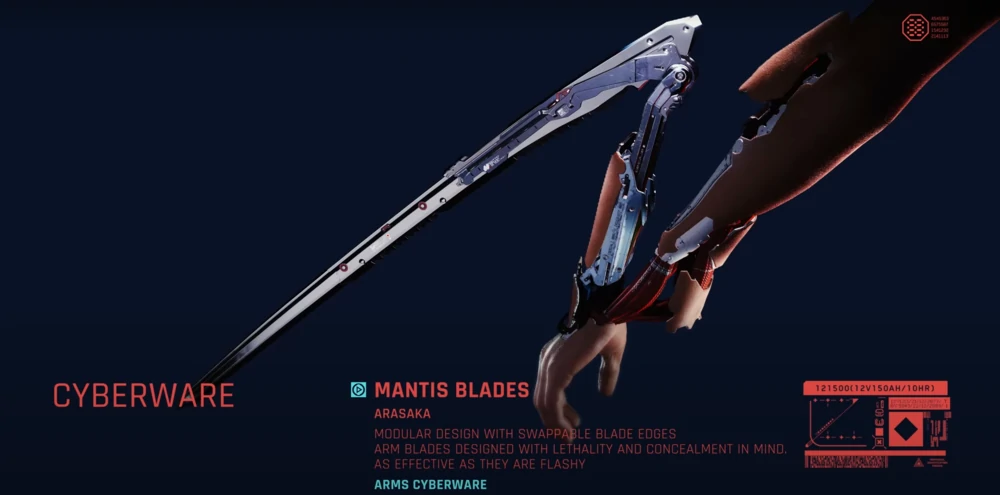 CYBERWARE
MANTIS BLADES
ARASAKA
MODULAR DESIGN WITH SWAPPABLE BLADE EDGES
ARM BLADES DESIGNED WITH LETHALITY AND CONCEALMENT IN MIND.
AS EFFECTIVE AS THEY ARE FLASHY
ARMS CYBERWARE
121500(12V150AH/10HR)